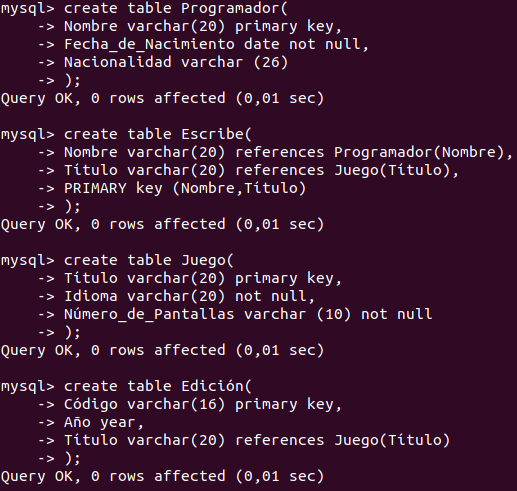 mysql> create table Programador(
    -> Nombre varchar(20) primary key,
    -> Fecha_de_Nacimiento date not null,
    -> Nacionalidad varchar (26)
    -> );
Query OK, 0 rows affected (0,01 sec)

mysql> create table Escribe(
    -> Nombre varchar(20) references Programador(Nombre),
    -> Título varchar(20) references Juego(Título),
    -> PRIMARY key (Nombre,Título)
    -> );
Query OK, 0 rows affected (0,01 sec)

mysql> create table Juego(
    -> Título varchar(20) primary key,
    -> Idioma varchar(20) not null,
    -> Número_de_Pantallas varchar (10) not null
    -> );
Query OK, 0 rows affected (0,01 sec)

mysql> create table Edición(
    -> Código varchar(16) primary key,
    -> Año year,
    -> Título varchar(20) references Juego(Título)
    -> );
Query OK, 0 rows affected (0,01 sec)